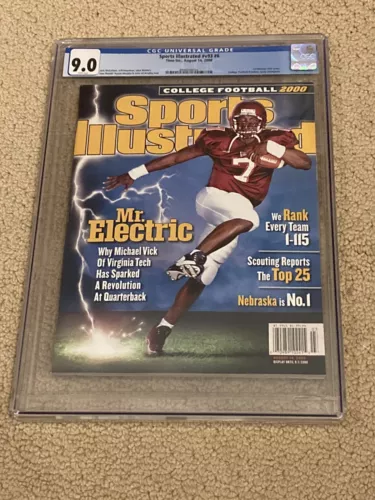 CGC UNIVERSAL GRADE
9.0
Sports Illustrated #v93 #6
Time Inc., August 14, 2000
COLLEGE FOOTBALL 2000
Sports
Illustrated
7
Mr.
Electric
Why Michael Vick
Of Virginia Tech
Has Sparked
A Revolution
At Quarterback
We Rank
Every Team
1-115
Scouting Reports
The Top 25
Nebraska is No.1